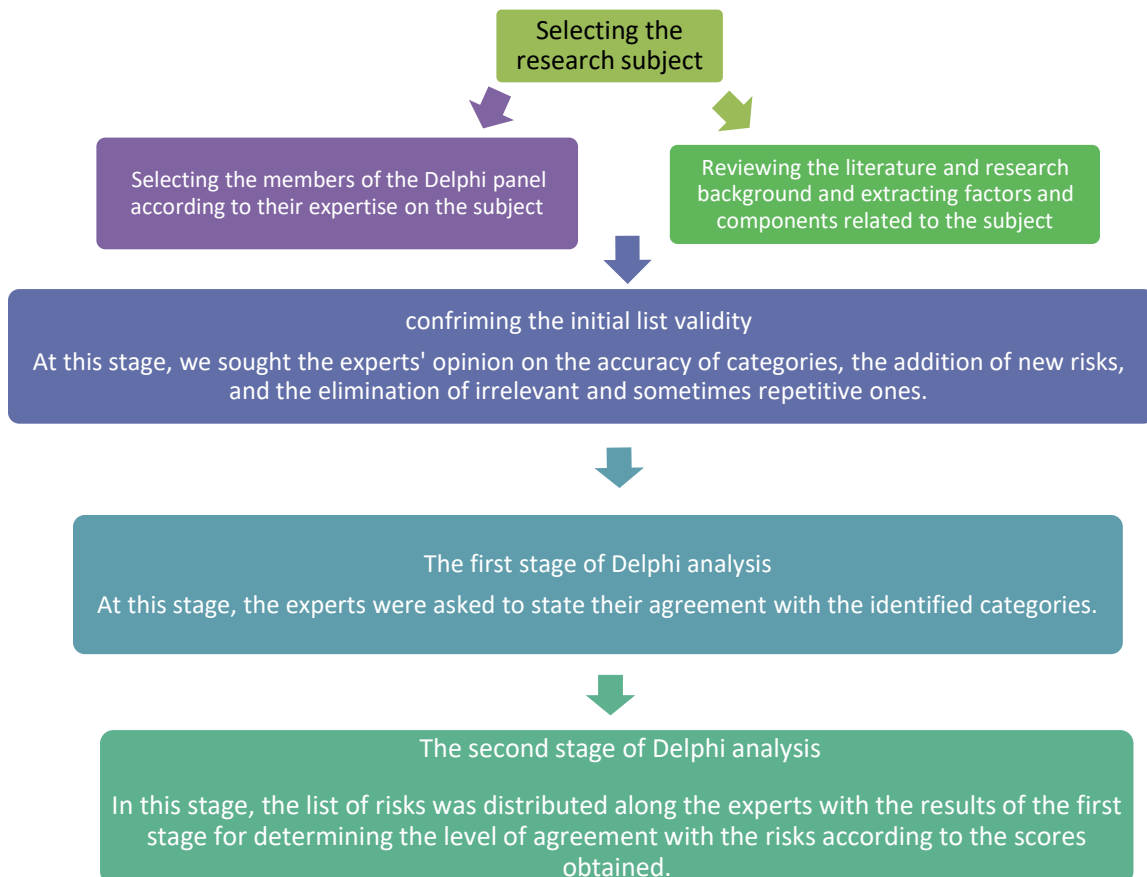 Selecting the
research subject
Selecting the members of the Delphi panel
according to their expertise on the subject
Reviewing the literature and research
background and extracting factors and
components related to the subject
confriming the initial list validity
At this stage, we sought the experts' opinion on the accuracy of categories, the addition of new risks,
and the elimination of irrelevant and sometimes repetitive ones.
The first stage of Delphi analysis
At this stage, the experts were asked to state their agreement with the identified categories.
The second stage of Delphi analysis
In this stage, the list of risks was distributed along the experts with the results of the first
stage for determining the level of agreement with the risks according to the scores
obtained.